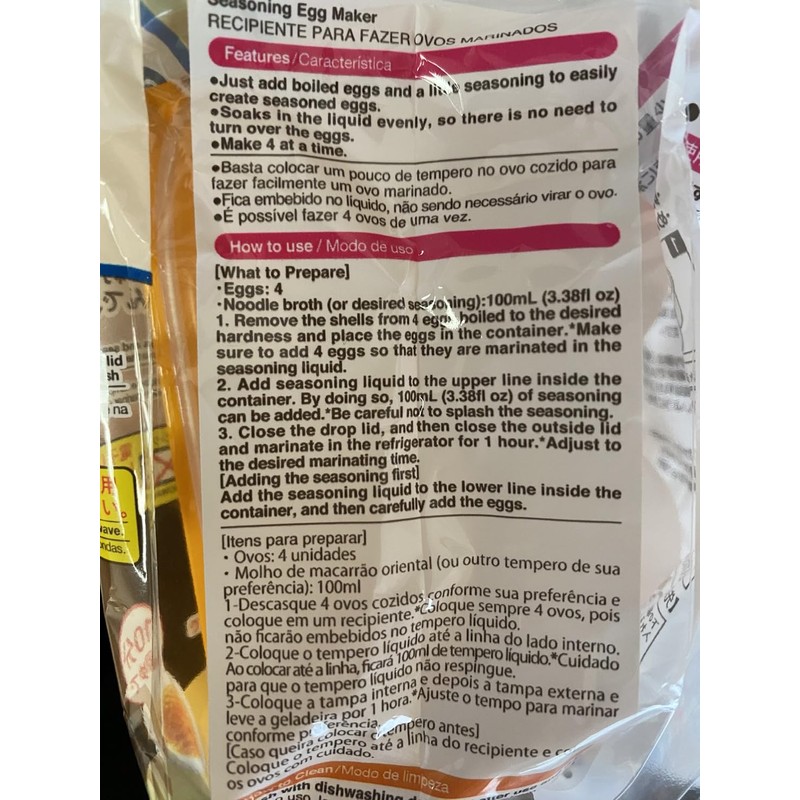 Seasoning Egg Maker
RECIPIENTE PARA FAZER OVOS MARINADOS
Features/Característica
●Just add boiled eggs and a little seasoning to easily
create seasoned eggs.
●Soaks in the liquid evenly, so there is no need to
turn over the eggs.
●Make 4 at a time.
●Basta colocar um pouco de tempero no ovo cozido para
fazer facilmente um ovo marinado.
●Fica embebido no líquido, não sendo necessário virar o ovo.
●É possível fazer 4 ovos de uma vez.
How to use / Modo de uso
[What to Prepare]
・Eggs: 4
・Noodle broth (or desired seasoning):100mL (3.38fl oz)
1. Remove the shells from 4 eggs boiled to the desired
hardness and place the eggs in the container.*Make
sure to add 4 eggs so that they are marinated in the
seasoning liquid.
2. Add seasoning liquid to the upper line inside the
container. By doing so, 100mL (3.38fl oz) of seasoning
can be added.*Be careful not to splash the seasoning.
3. Close the drop lid, and then close the outside lid
and marinate in the refrigerator for 1 hour.*Adjust to
the desired marinating time.
[Adding the seasoning first]
Add the seasoning liquid to the lower line inside the
container, and then carefully add the eggs.
[Itens para preparar]
・Ovos: 4 unidades
・Molho de macarrão oriental (ou outro tempero de sua
preferência): 100ml
1-Descasque 4 ovos cozidos conforme sua preferência e
coloque em um recipiente.*Coloque sempre 4 ovos, pois
não ficarão embebidos no tempero líquido.
2-Coloque o tempero líquido até a linha do lado interno.
Ao colocar até a linha, ficará 100ml de tempero líquido.*Cuidado
para que o tempero líquido não respingue.
3-Coloque a tampa interna e depois a tampa externa e
leve a geladeira por 1 hora.*Ajuste o tempo para marinar
conforme preferência.
[Caso queira colocar o tempero antes]
Coloque o tempero até a linha do recipiente e
os ovos com cuidado.
to Clean/Modo de limpeza
with dishwashing
lid
sh
na
用
い。
wave.
ondas.